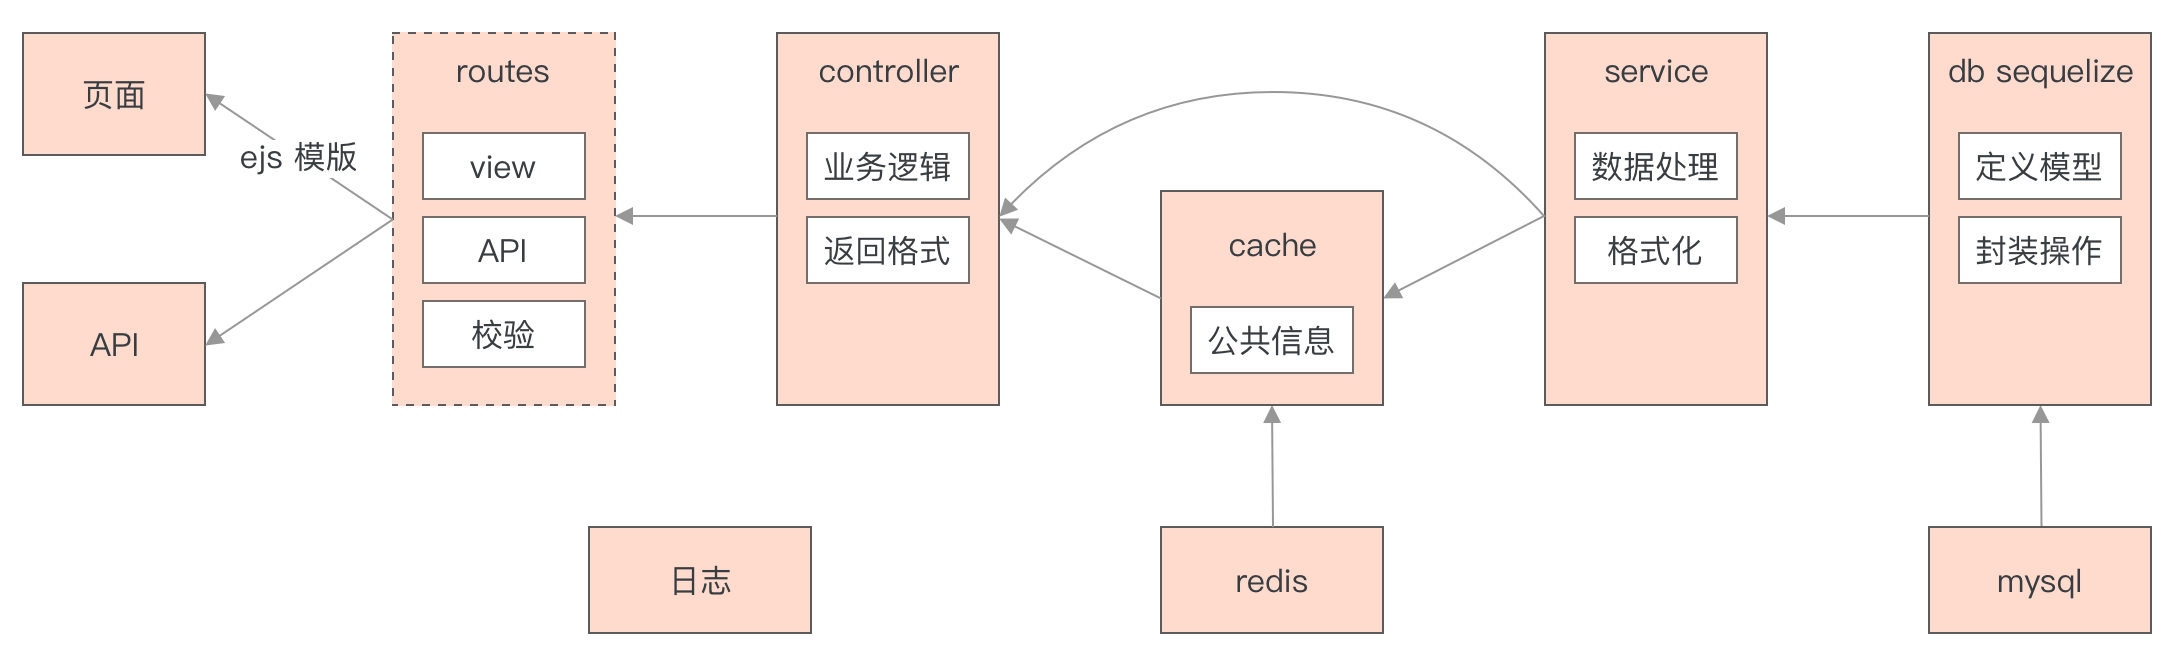 页面
API
ejs 模版
routes
view
API
校验
controller
业务逻辑
返回格式
cache
公共信息
service
数据处理
格式化
db sequelize
定义模型
封装操作
日志
redis
mysql